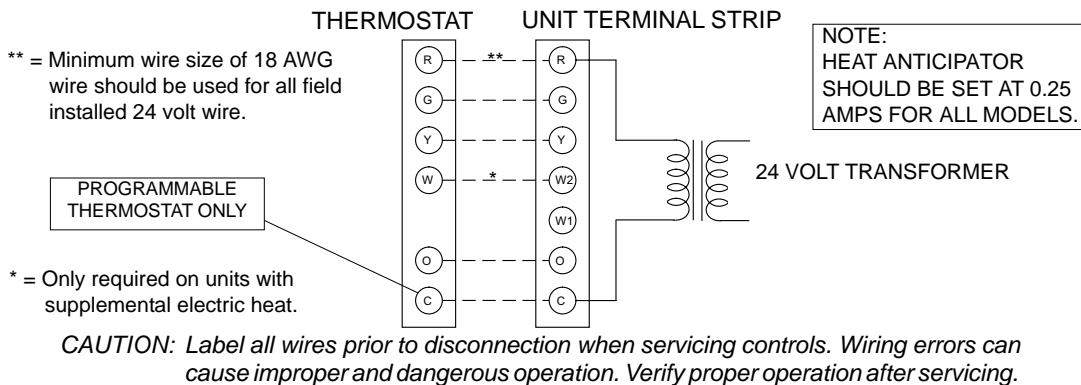 THERMOSTAT UNIT TERMINAL STRIP
** = Minimum wire size of 18 AWG
wire should be used for all field
installed 24 volt wire.
NOTE:
HEAT ANTICIPATOR
SHOULD BE SET AT 0.25
AMPS FOR ALL MODELS.
R ** R
G G
Y Y
W * W2
W1
O O
C C
24 VOLT TRANSFORMER
PROGRAMMABLE
THERMOSTAT ONLY
* = Only required on units with
supplemental electric heat.
CAUTION: Label all wires prior to disconnection when servicing controls. Wiring errors can
cause improper and dangerous operation. Verify proper operation after servicing.